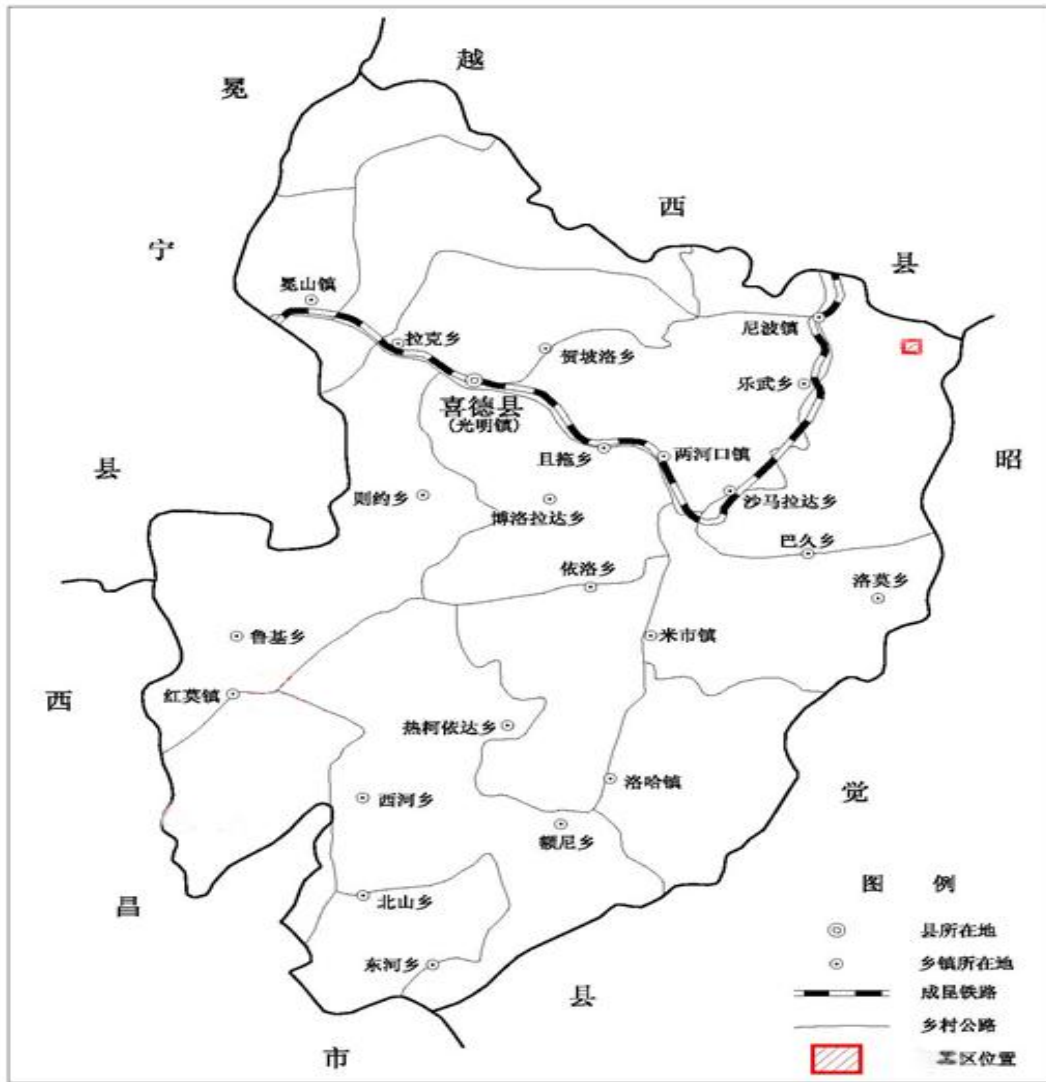 越
冕
西
宁
县
冕山镇
尼波镇
拉克乡
贺坡洛乡
乐武乡
喜德县
(光明镇)
且拖乡
两河口镇
昭
县
则约乡
博洛拉达乡
沙马拉达乡
巴久乡
依洛乡
洛莫乡
鲁基乡
米市镇
西
红莫镇
热柯依达乡
洛哈镇
觉
西河乡
额尼乡
昌
北山乡
东河乡
县
市
图 例
县所在地
乡镇所在地
成昆铁路
乡村公路
区位置